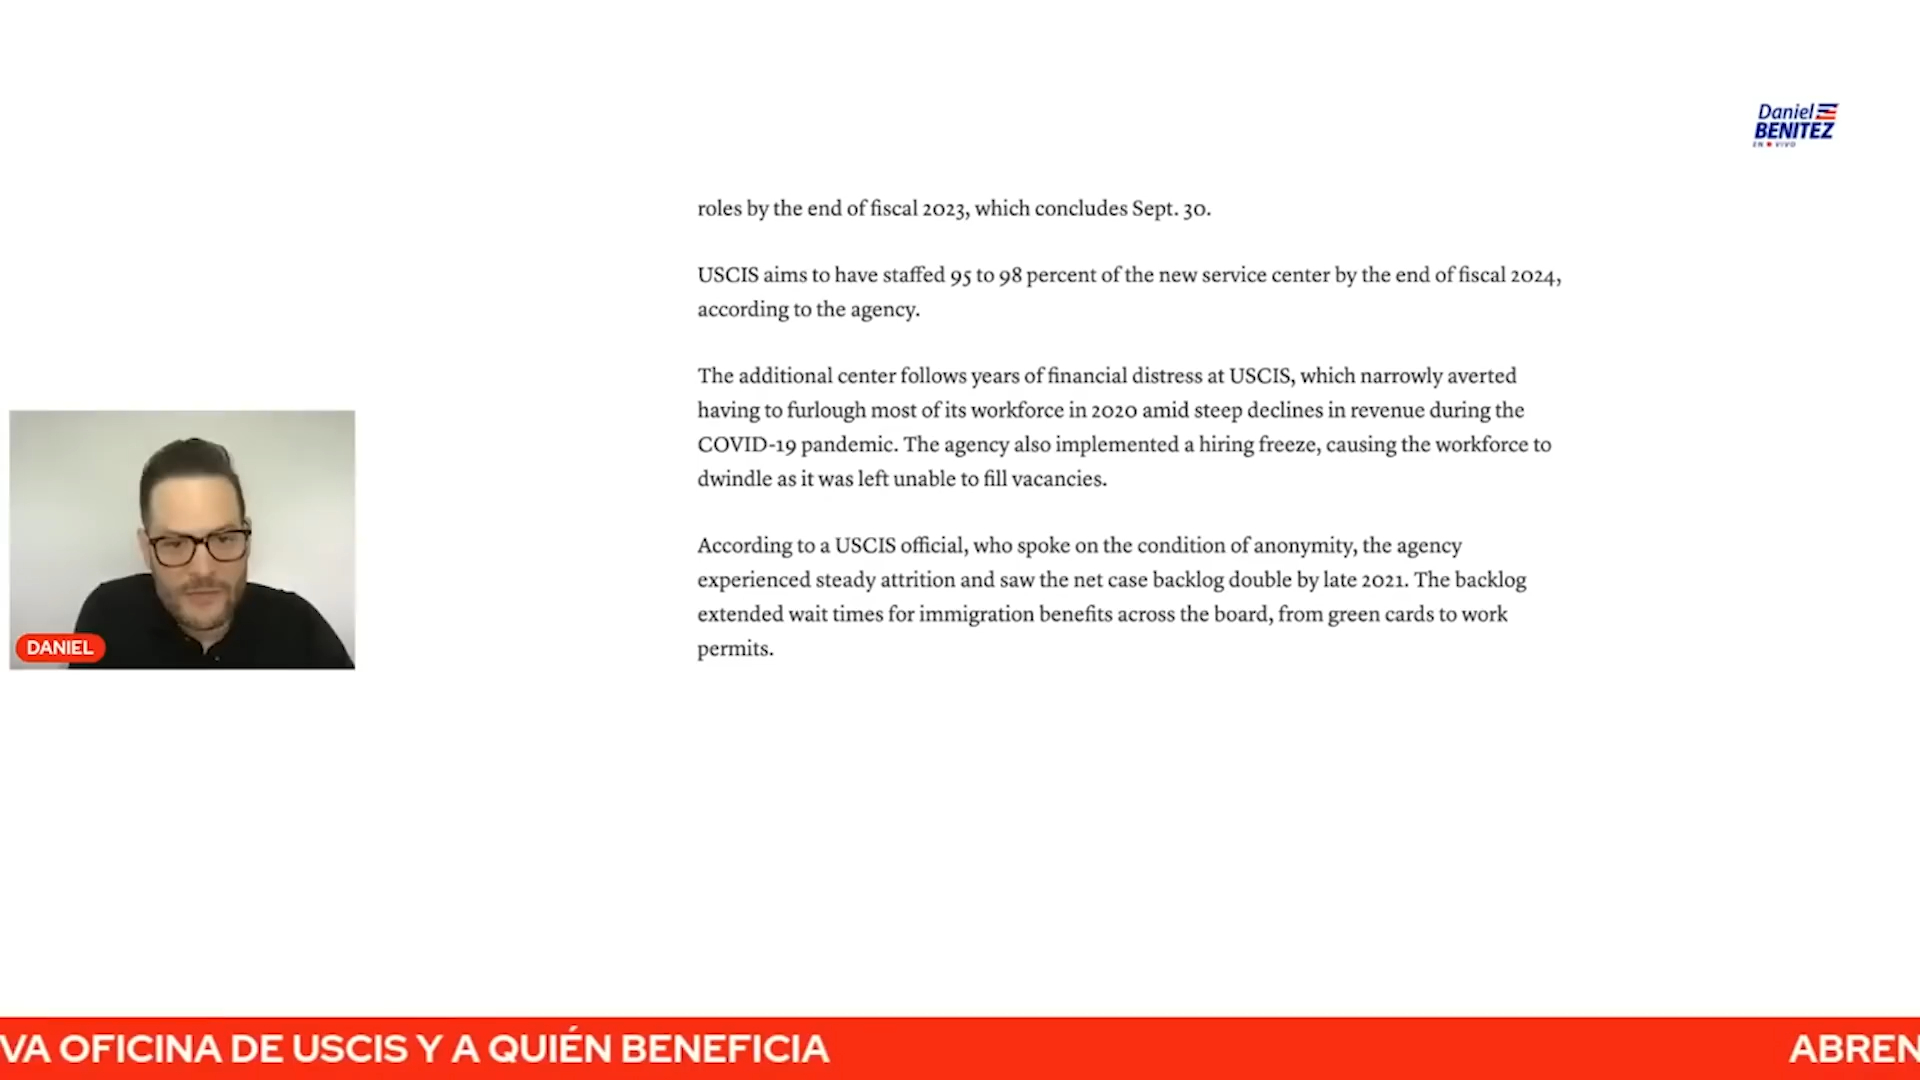 Daniel
BENITEZ
EN VIVO
roles by the end of fiscal 2023, which concludes Sept. 30.
USCIS aims to have staffed 95 to 98 percent of the new service center by the end of fiscal 2024,
according to the agency.
The additional center follows years of financial distress at USCIS, which narrowly averted
having to furlough most of its workforce in 2020 amid steep declines in revenue during the
COVID-19 pandemic. The agency also implemented a hiring freeze, causing the workforce to
dwindle as it was left unable to fill vacancies.
According to a USCIS official, who spoke on the condition of anonymity, the agency
experienced steady attrition and saw the net case backlog double by late 2021. The backlog
extended wait times for immigration benefits across the board, from green cards to work
permits.
DANIEL
VA OFICINA DE USCIS Y A QUIÉN BENEFICIA
ABREN